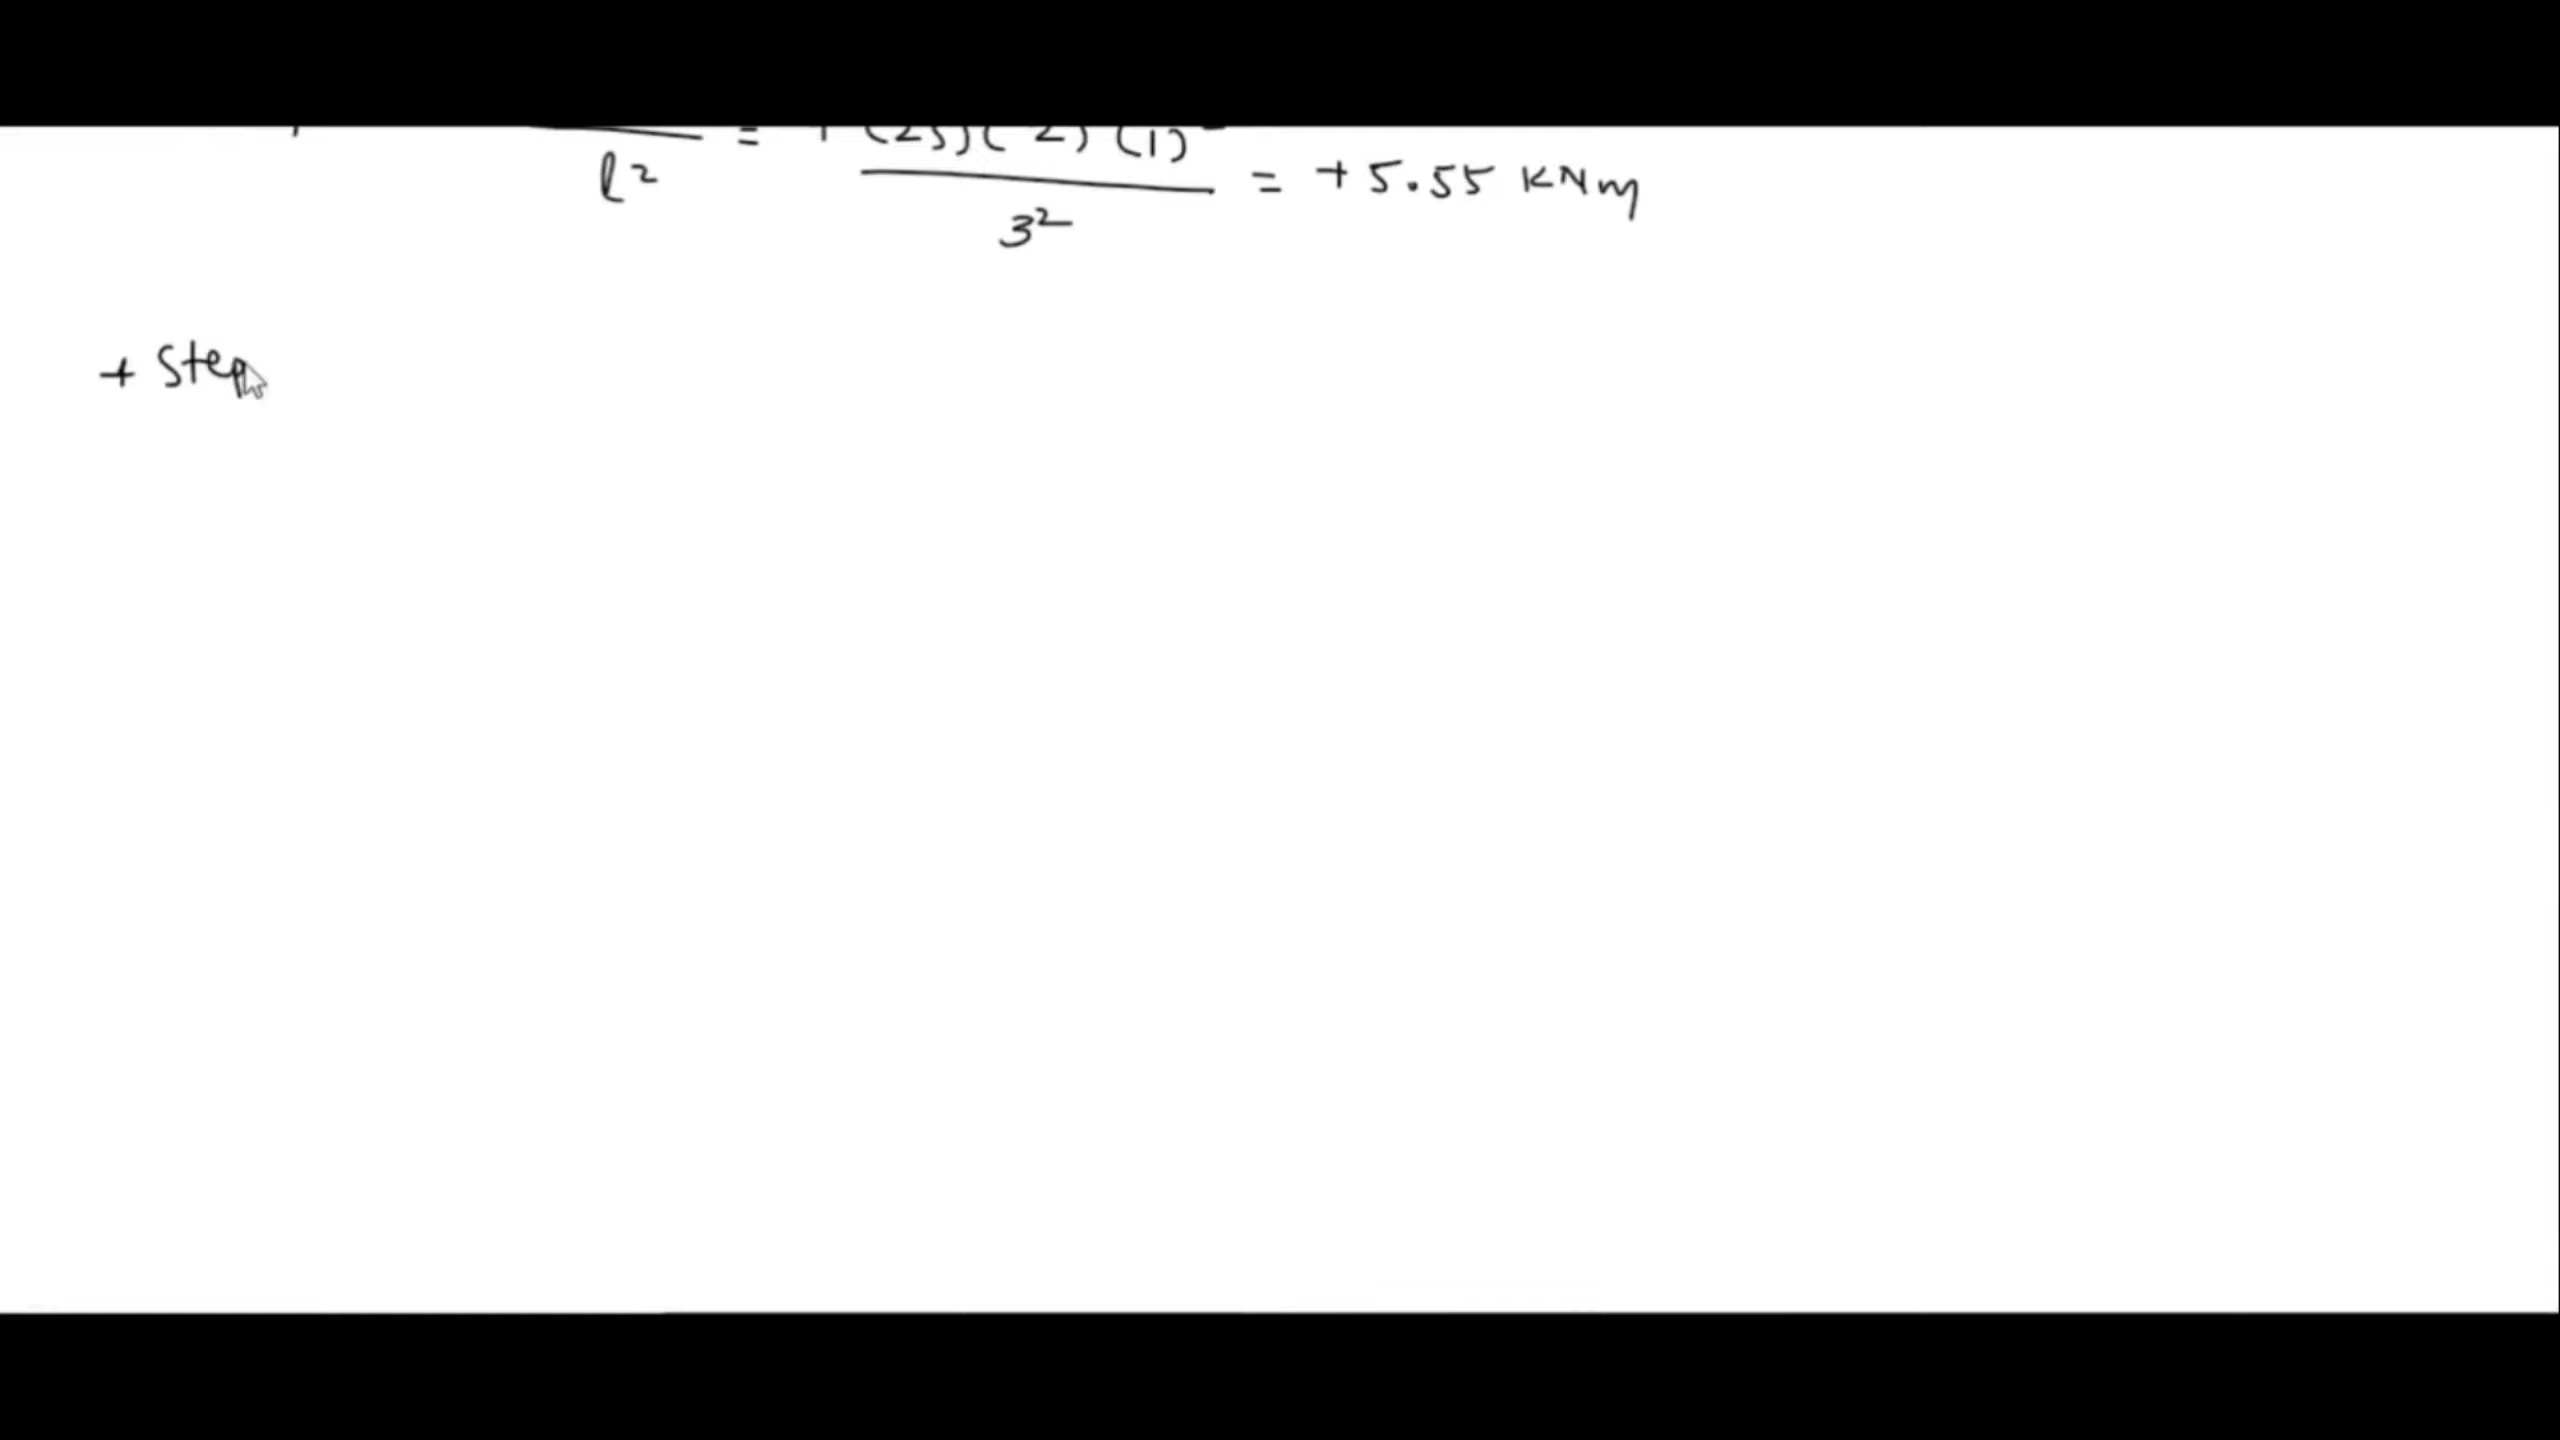 l² = + (25)(2)(1)² / 3² = +5.55 KNm
+ Step